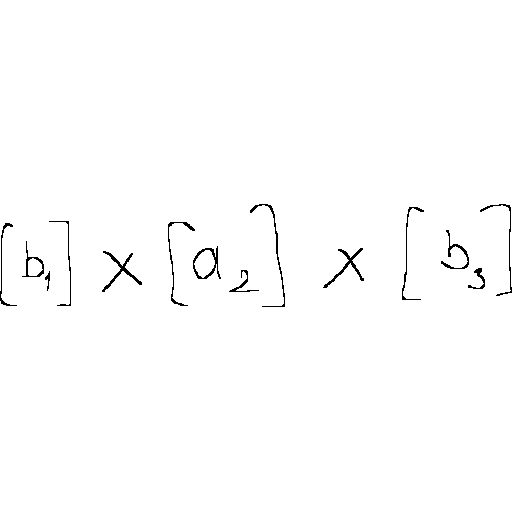 [b₁] × [a₂] × [b₃]